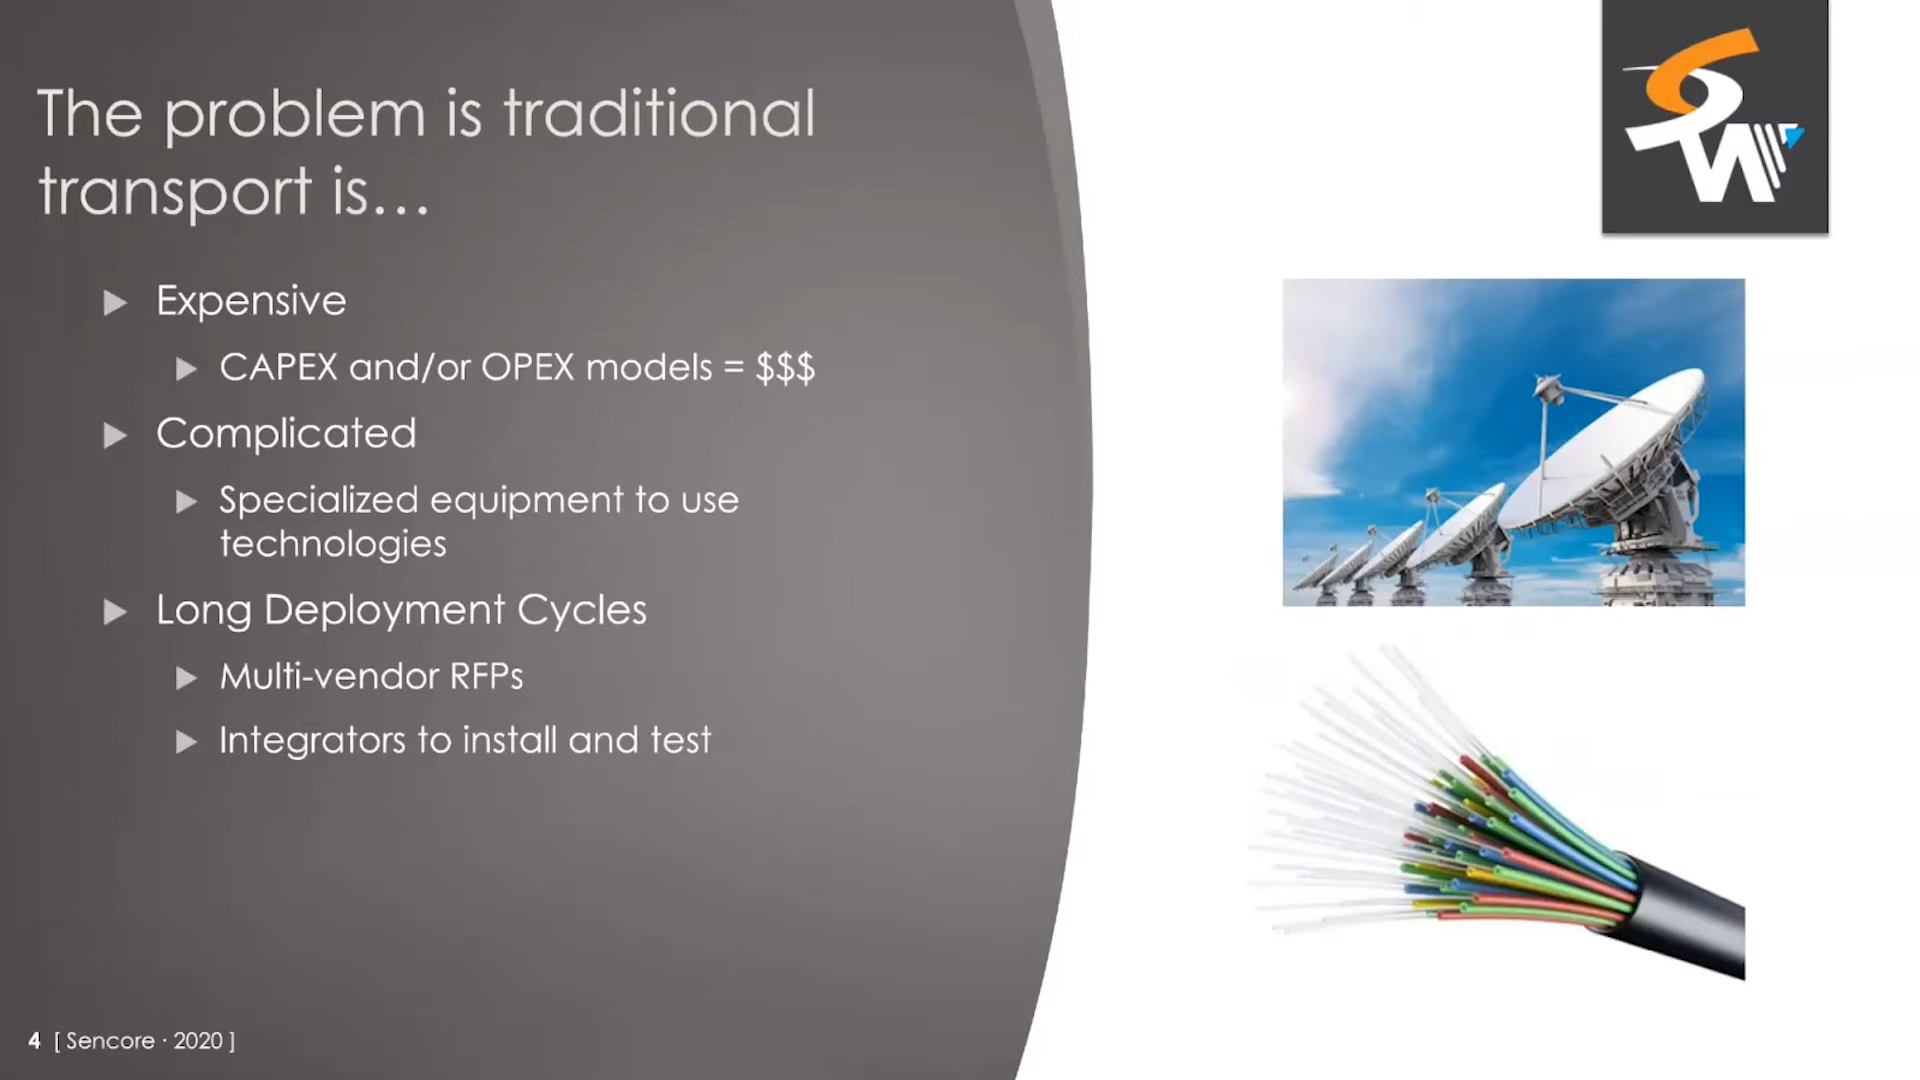 The problem is traditional
transport is...
Expensive
CAPEX and/or OPEX models = $$$
Complicated
Specialized equipment to use
technologies
Long Deployment Cycles
Multi-vendor RFPs
Integrators to install and test
4 [ Sencore · 2020 ]